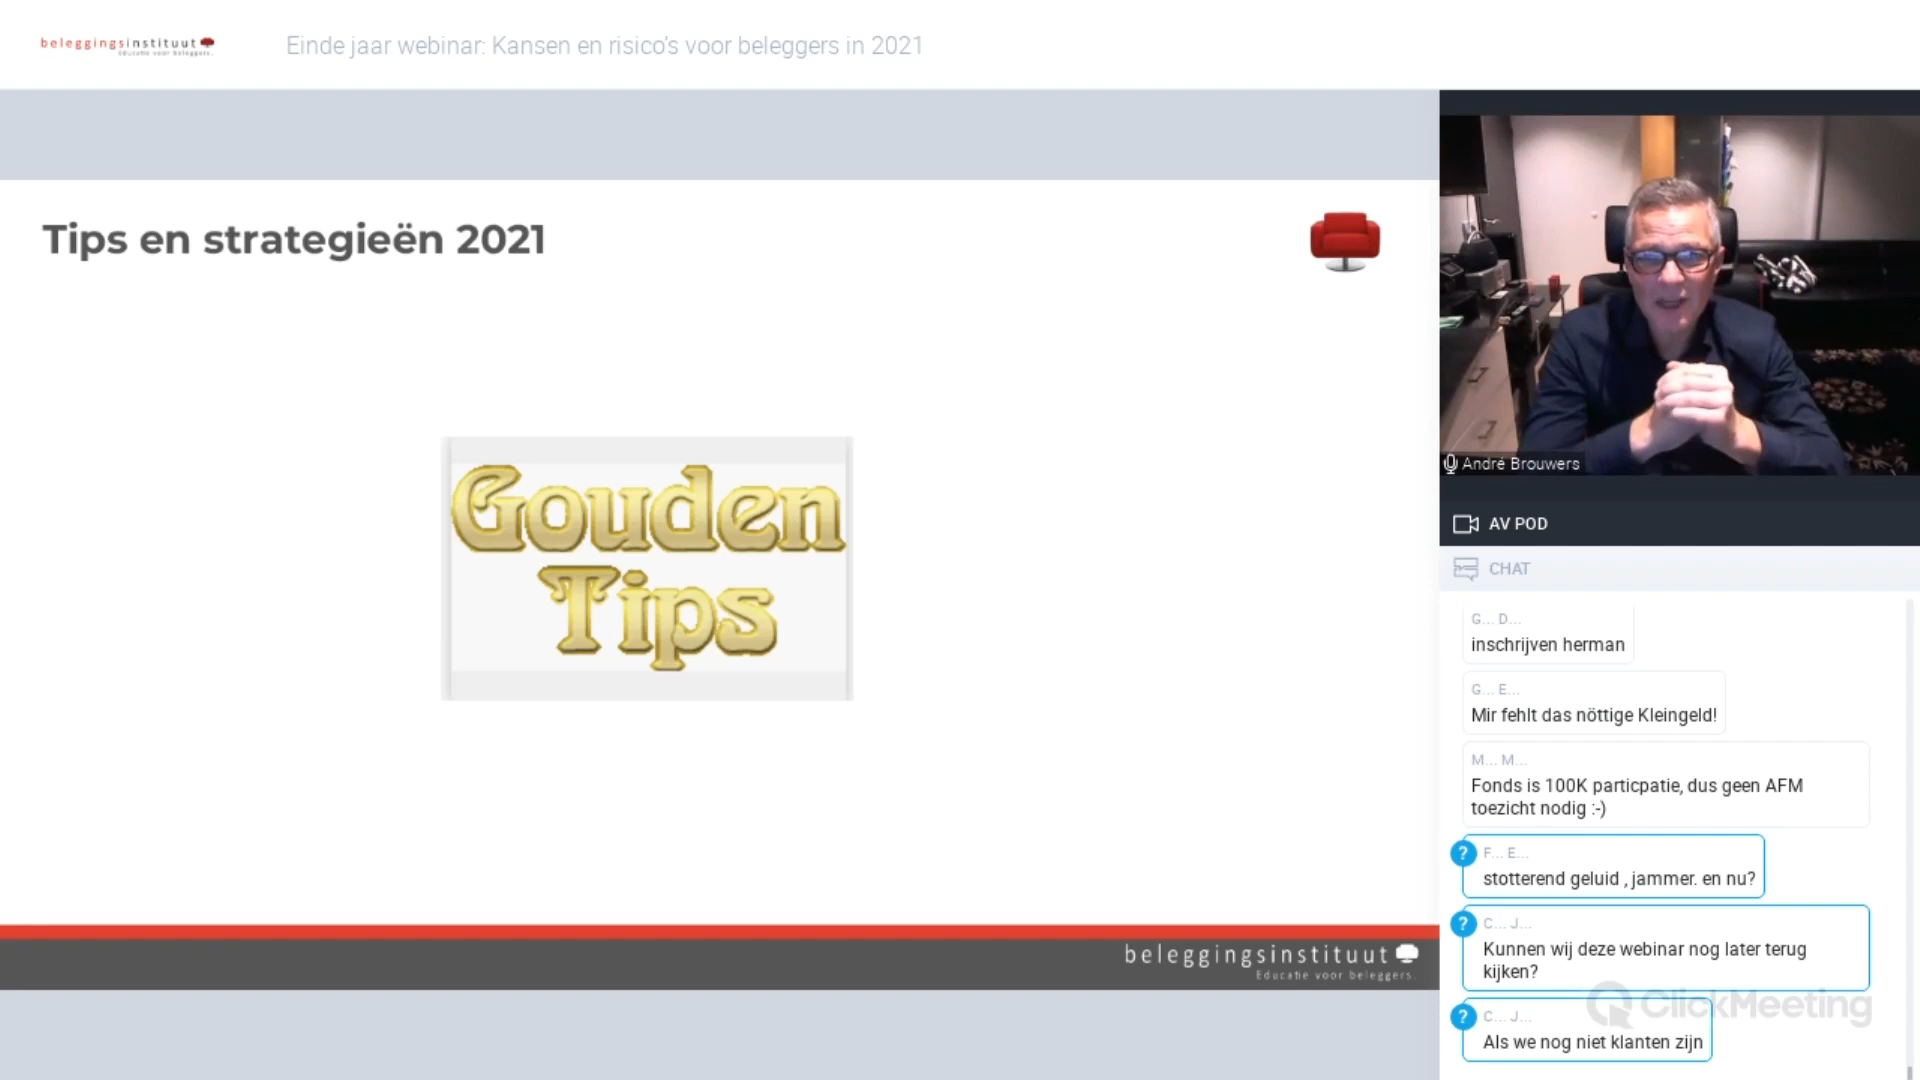 beleggingsinstituut
Educatie voor beleggers.
Einde jaar webinar: Kansen en risico's voor beleggers in 2021
Tips en strategieën 2021
Gouden
Tips
beleggingsinstituut
Educatie voor beleggers.
André Brouwers
AV POD
CHAT
G... D...
inschrijven herman
G... E...
Mir fehlt das nöttige Kleingeld!
M... M...
Fonds is 100K particpatie, dus geen AFM
toezicht nodig :-)
? F... E...
stotterend geluid , jammer. en nu?
? C... J...
Kunnen wij deze webinar nog later terug
kijken?
ClickMeeting
? C... J...
Als we nog niet klanten zijn